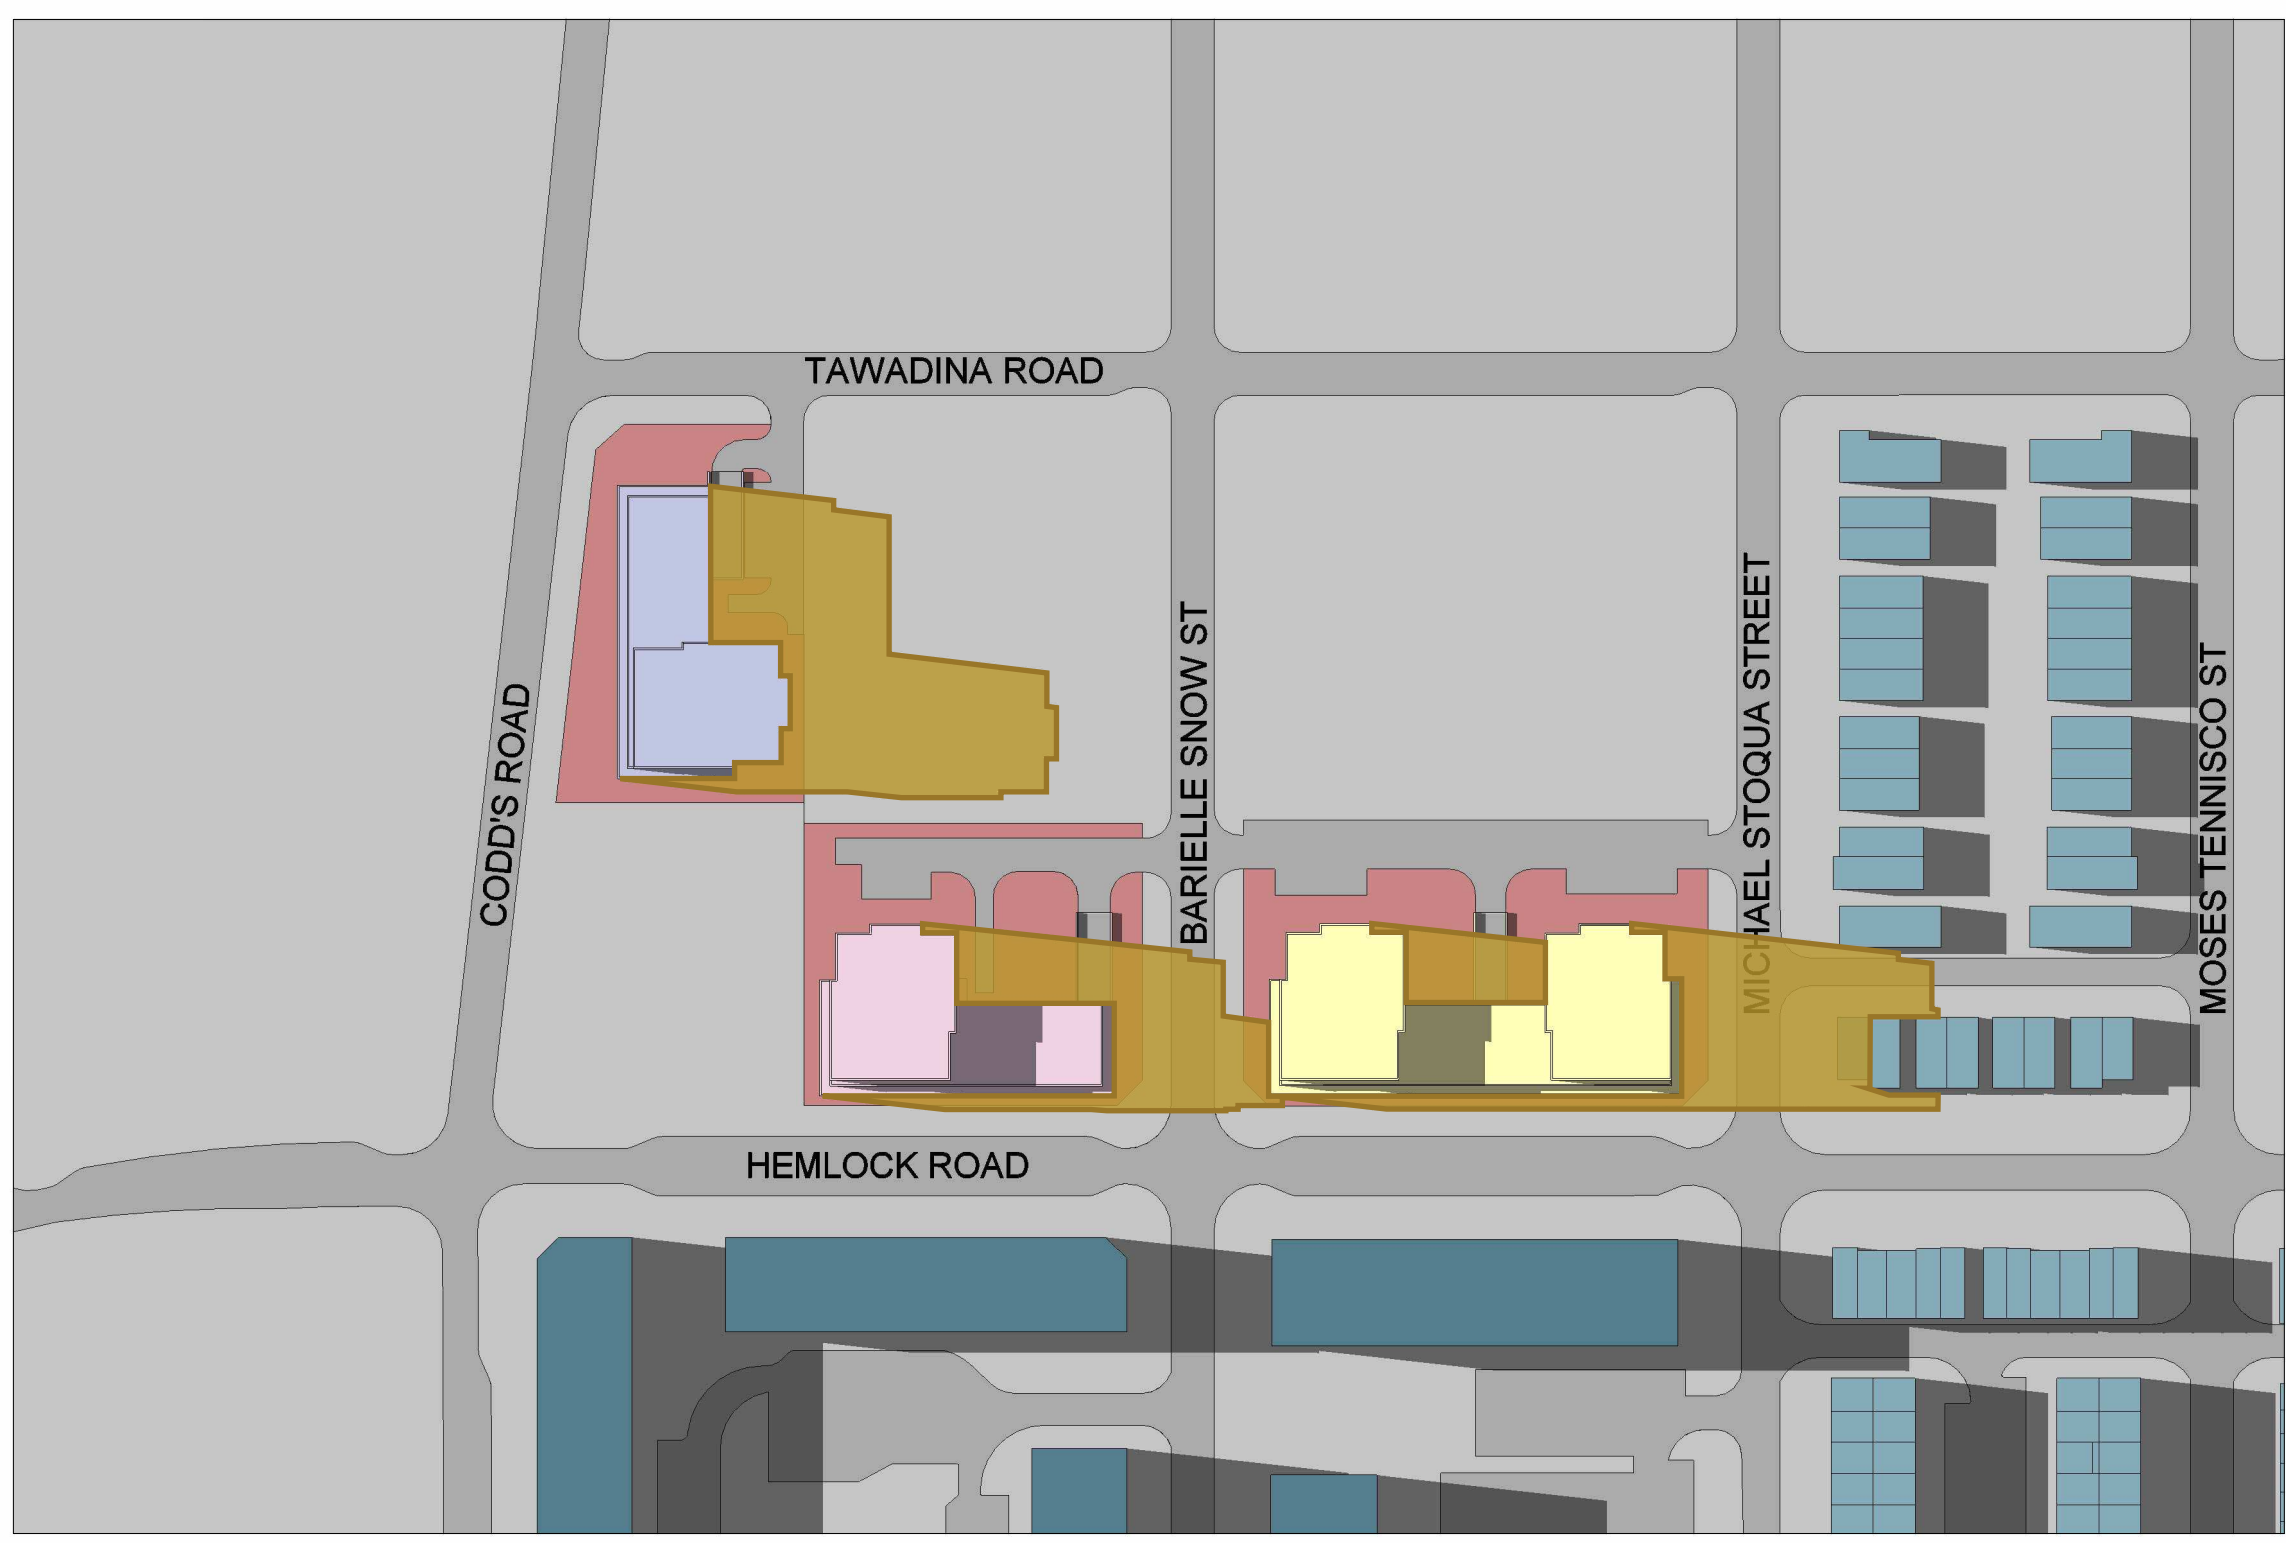 TAWADINA ROAD
CODD'S ROAD
BARIELLE SNOW ST
MICHAEL STOQUA STREET
MOSES TENNISCO ST
HEMLOCK ROAD